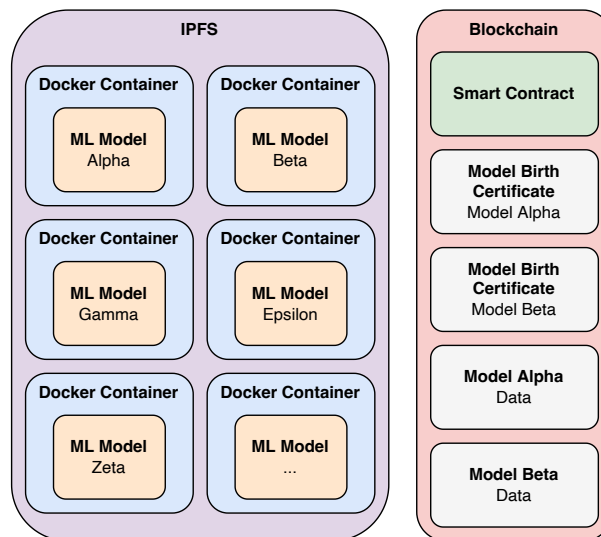 IPFS
Docker Container
ML Model
Alpha
Docker Container
ML Model
Beta
Docker Container
ML Model
Gamma
Docker Container
ML Model
Epsilon
Docker Container
ML Model
Zeta
Docker Container
ML Model
...
Blockchain
Smart Contract
Model Birth
Certificate
Model Alpha
Model Birth
Certificate
Model Beta
Model Alpha
Data
Model Beta
Data